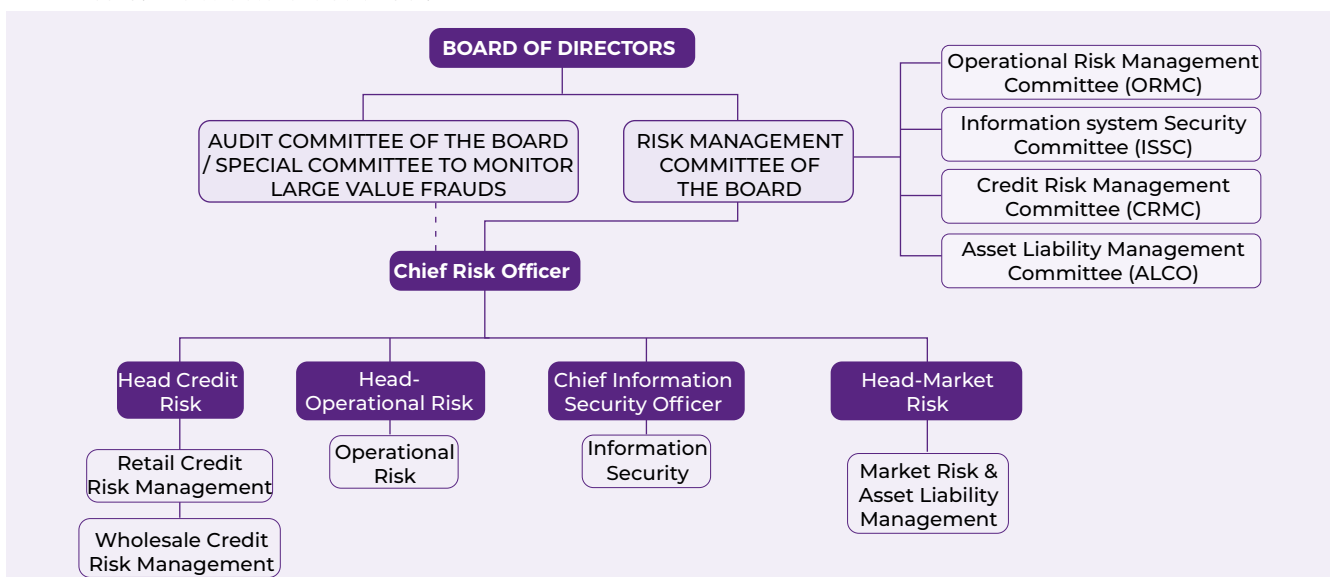 BOARD OF DIRECTORS
AUDIT COMMITTEE OF THE BOARD
/ SPECIAL COMMITTEE TO MONITOR
LARGE VALUE FRAUDS
RISK MANAGEMENT
COMMITTEE OF
THE BOARD
Operational Risk Management
Committee (ORMC)
Information system Security
Committee (ISSC)
Credit Risk Management
Committee (CRMC)
Asset Liability Management
Committee (ALCO)
Chief Risk Officer
Head Credit
Risk
Head-
Operational Risk
Chief Information
Security Officer
Head-Market
Risk
Retail Credit
Risk Management
Operational
Risk
Information
Security
Market Risk &
Asset Liability
Management
Wholesale Credit
Risk Management